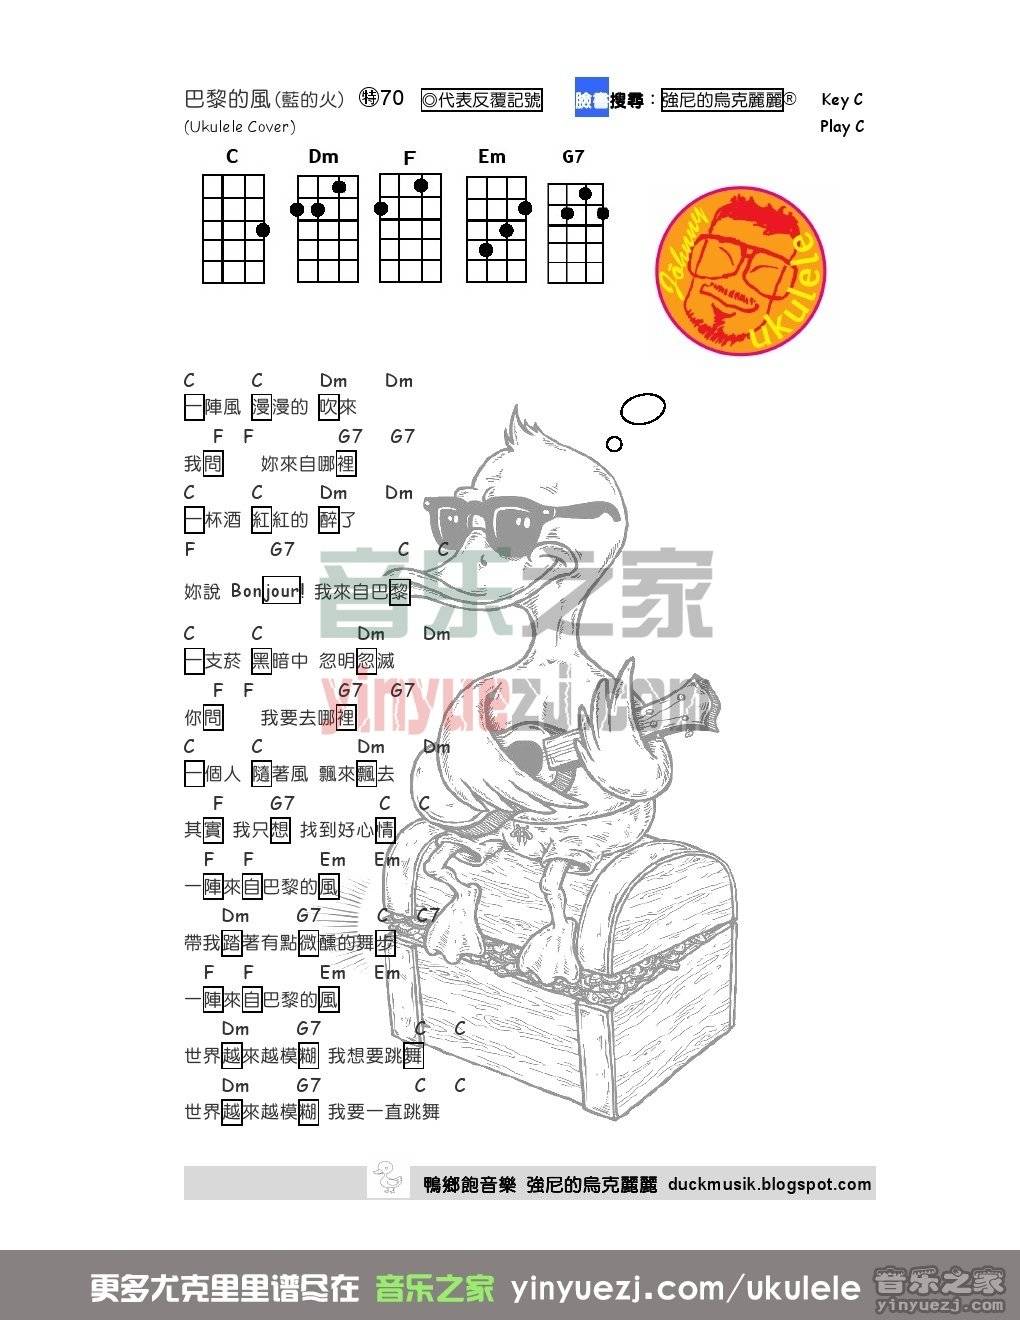 巴黎的風(藍的火) 特70 ◎代表反覆記號 臉書搜尋：強尼的烏克麗麗® Key C
(Ukulele Cover) Play C
C Dm F Em G7
Johnny
ukulele
C C Dm Dm
一陣風 漫漫的 吹來
F F G7 G7
我問 妳來自哪裡
C C Dm Dm
一杯酒 紅紅的 醉了
F G7 C C
妳說 Bonjour! 我來自巴黎
C C Dm Dm
一支菸 黑暗中 忽明忽滅
F F G7 G7
你問 我要去哪裡
C C Dm Dm
一個人 隨著風 飄來飄去
F G7 C C
其實 我只想 找到好心情
F F Em Em
一陣來自巴黎的風
Dm G7 C C7
帶我踏著有點微醺的舞步
F F Em Em
一陣來自巴黎的風
Dm G7 C C
世界越來越模糊 我想要跳舞
Dm G7 C C
世界越來越模糊 我要一直跳舞
音乐之家
yinyuezj.com
鴨鄉飽音樂 強尼的烏克麗麗 duckmusik.blogspot.com
更多尤克里里谱尽在 音乐之家 yinyuezj.com/ukulele
音乐之家
yinyuezj.com